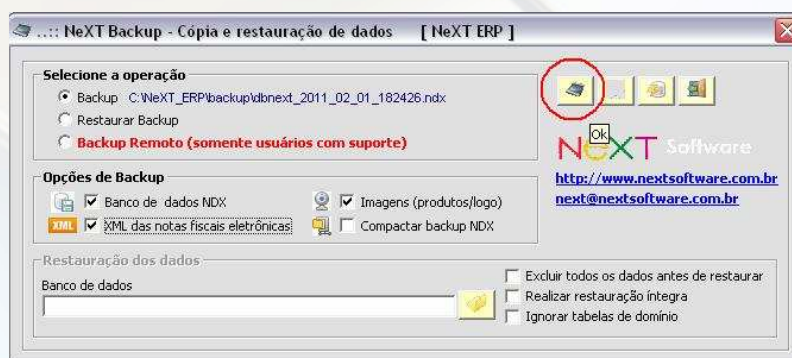 ..:: NeXT Backup - Cópia e restauração de dados [ NeXT ERP ]
Selecione a operação
Backup C:\NeXT_ERP\backup\dbnext_2011_02_01_182426.ndx
Restaurar Backup
Backup Remoto (somente usuários com suporte)
Ok
NeXT Software
http://www.nextsoftware.com.br
next@nextsoftware.com.br
Opções de Backup
Banco de dados NDX
Imagens (produtos/logo)
XML
XML das notas fiscais eletrônicas
Compactar backup NDX
Restauração dos dados
Banco de dados
Excluir todos os dados antes de restaurar
Realizar restauração íntegra
Ignorar tabelas de domínio